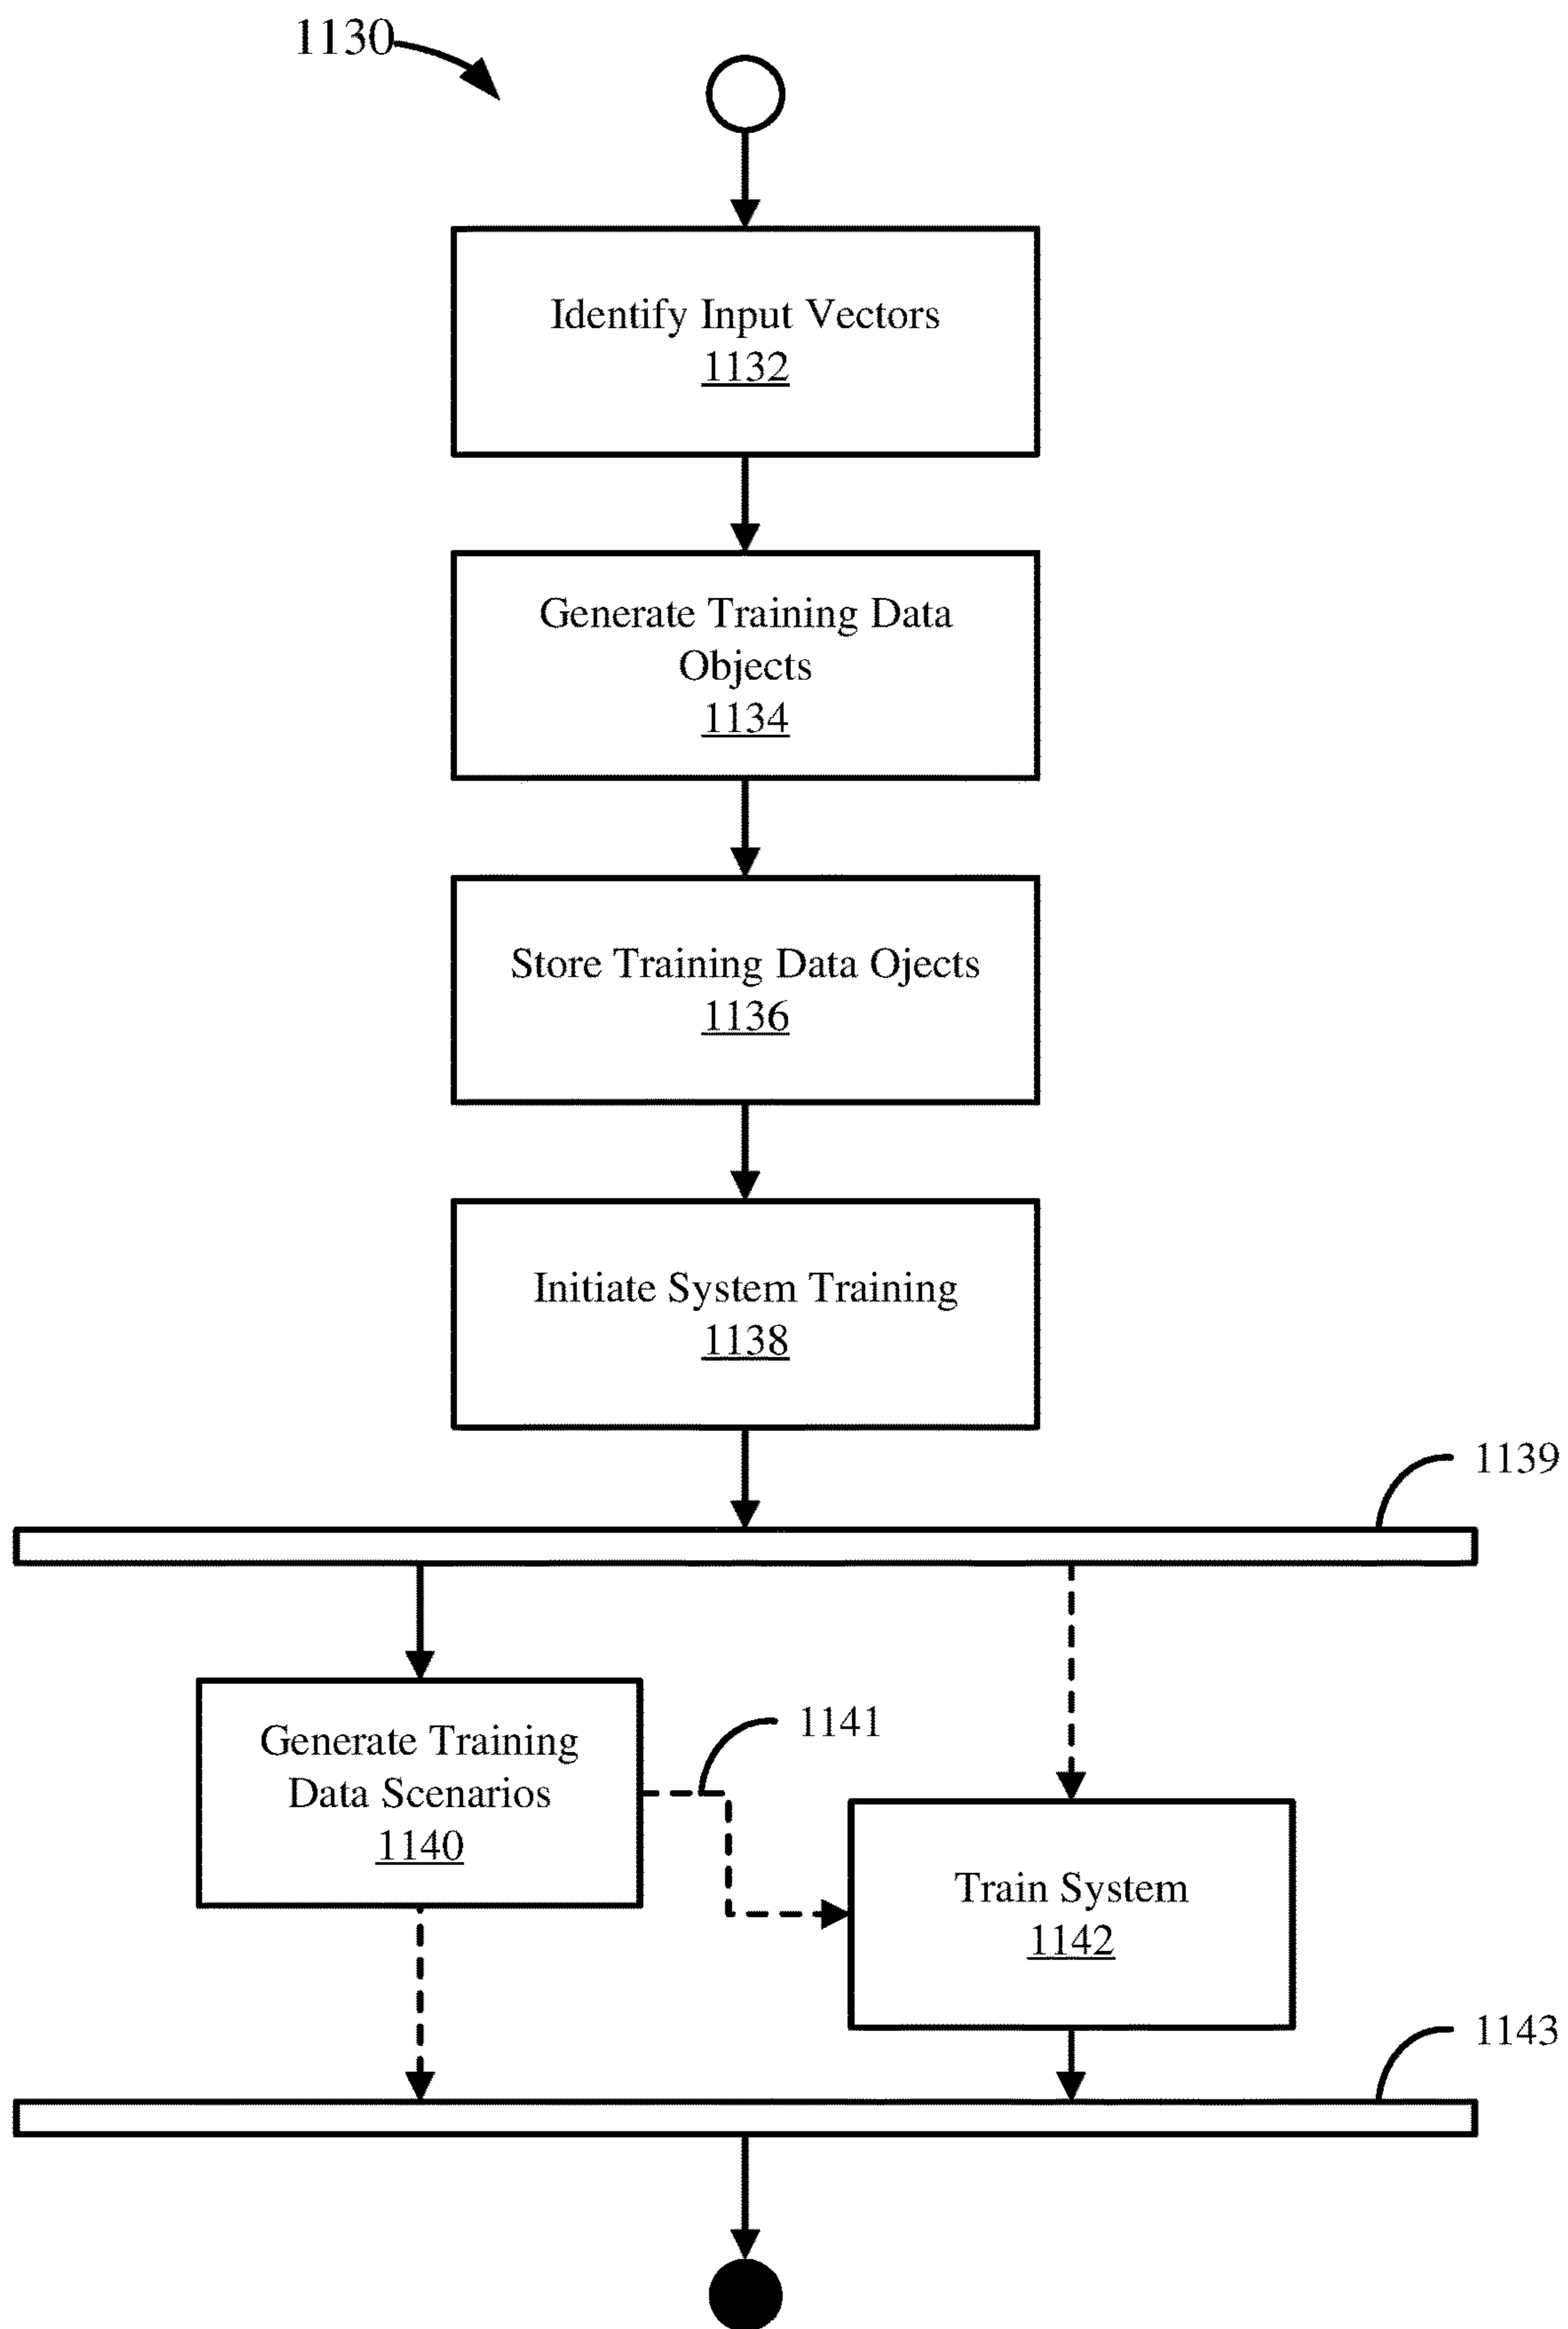 1130
Identify Input Vectors
1132
Generate Training Data
Objects
1134
Store Training Data Ojects
1136
Initiate System Training
1138
1139
Generate Training
Data Scenarios
1140
1141
Train System
1142
1143